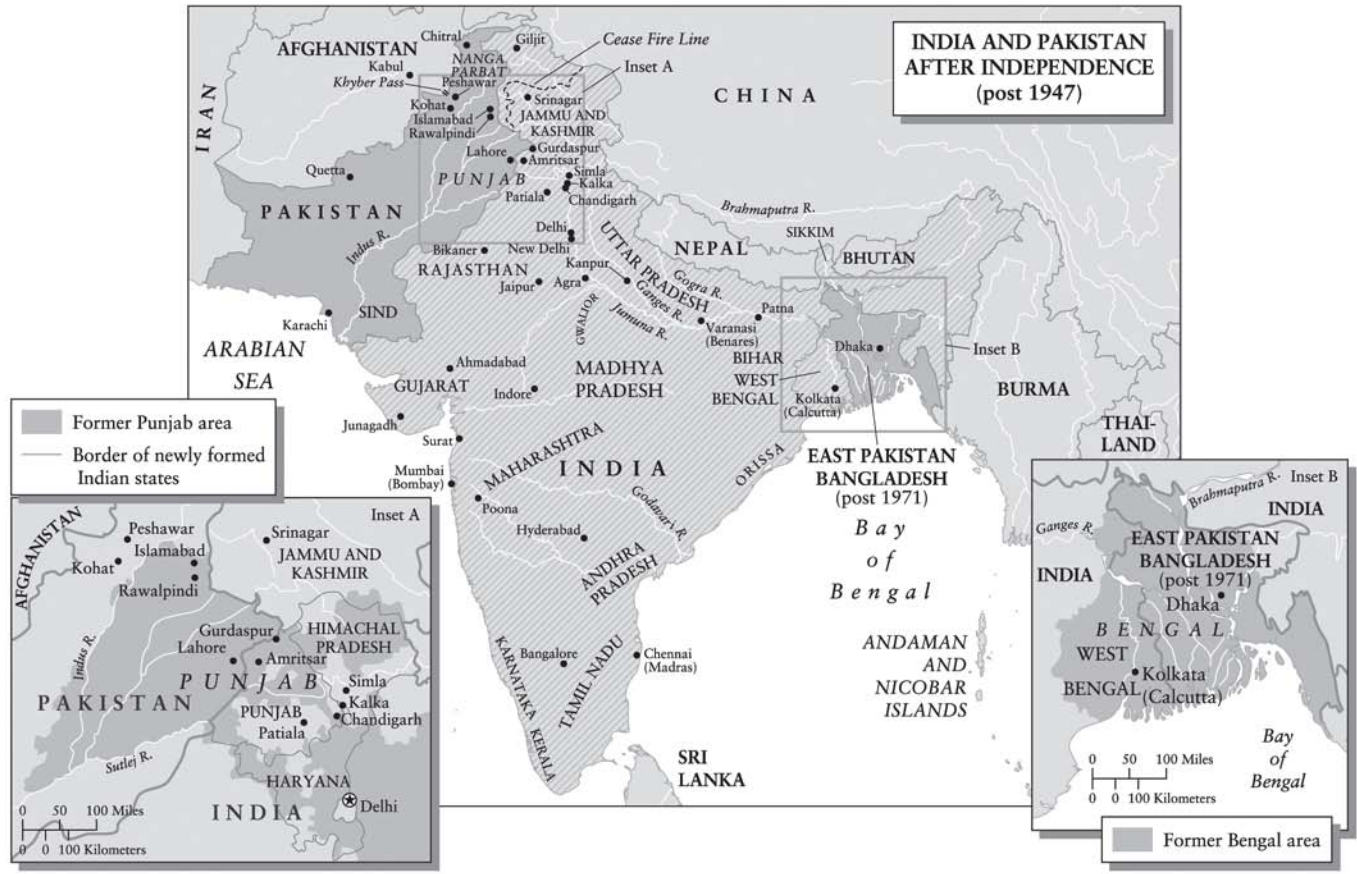 INDIA AND PAKISTAN
AFTER INDEPENDENCE
(post 1947)
AFGHANISTAN
Chitral
Giljit
Cease Fire Line
NANGA
PARBAT
Inset A
Kabul
Khyber Pass
Peshawar
CHINA
IRAN
Kohat
Srinagar
Islamabad
JAMMU AND
KASHMIR
Rawalpindi
Lahore
Gurdaspur
Amritsar
Quetta
PUNJAB
Simla
Kalka
Patiala
Chandigarh
PAKISTAN
Brahmaputra R.
Indus R.
Delhi
New Delhi
UTTAR PRADESH
NEPAL
SIKKIM
BHUTAN
Bikaner
RAJASTHAN
Kanpur
Gogra R.
Jaipur
Agra
Ganges R.
SIND
GWALIOR
Jumuna R.
Patna
Karachi
Varanasi
(Benares)
ARABIAN
SEA
Dhaka
Inset B
BIHAR
Ahmadabad
MADHYA
PRADESH
WEST
BENGAL
GUJARAT
Indore
Kolkata
(Calcutta)
BURMA
Junagadh
THAI-
LAND
Surat
MAHARASHTRA
INDIA
ORISSA
EAST PAKISTAN
BANGLADESH
(post 1971)
Mumbai
(Bombay)
Poona
Godavari R.
Hyderabad
Bay
of
Bengal
ANDHRA
PRADESH
KARNATAKA
KERALA
Bangalore
TAMIL NADU
Chennai
(Madras)
ANDAMAN
AND
NICOBAR
ISLANDS
SRI
LANKA
Former Punjab area
Border of newly formed
Indian states
Inset A
AFGHANISTAN
Peshawar
Islamabad
Srinagar
JAMMU AND
KASHMIR
Kohat
Rawalpindi
Indus R.
Gurdaspur
HIMACHAL
PRADESH
Lahore
Amritsar
PUNJAB
Simla
PAKISTAN
Kalka
PUNJAB
Chandigarh
Patiala
Sutlej R.
HARYANA
INDIA
Delhi
0 50 100 Miles
0 0 100 Kilometers
Inset B
Brahmaputra R.
INDIA
Ganges R.
EAST PAKISTAN
BANGLADESH
(post 1971)
INDIA
Dhaka
BENGAL
WEST
BENGAL
Kolkata
(Calcutta)
Bay
of
Bengal
0 50 100 Miles
0 0 100 Kilometers
Former Bengal area